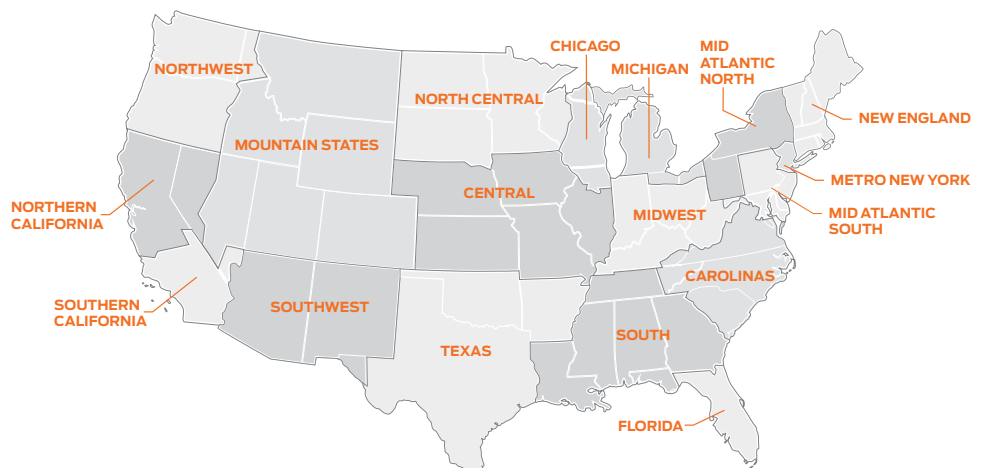 CHICAGO
MID
ATLANTIC
NORTH
MICHIGAN
NORTHWEST
NORTH CENTRAL
NEW ENGLAND
MOUNTAIN STATES
METRO NEW YORK
CENTRAL
NORTHERN
CALIFORNIA
MIDWEST
MID ATLANTIC
SOUTH
CAROLINAS
SOUTHERN
CALIFORNIA
SOUTHWEST
SOUTH
TEXAS
FLORIDA